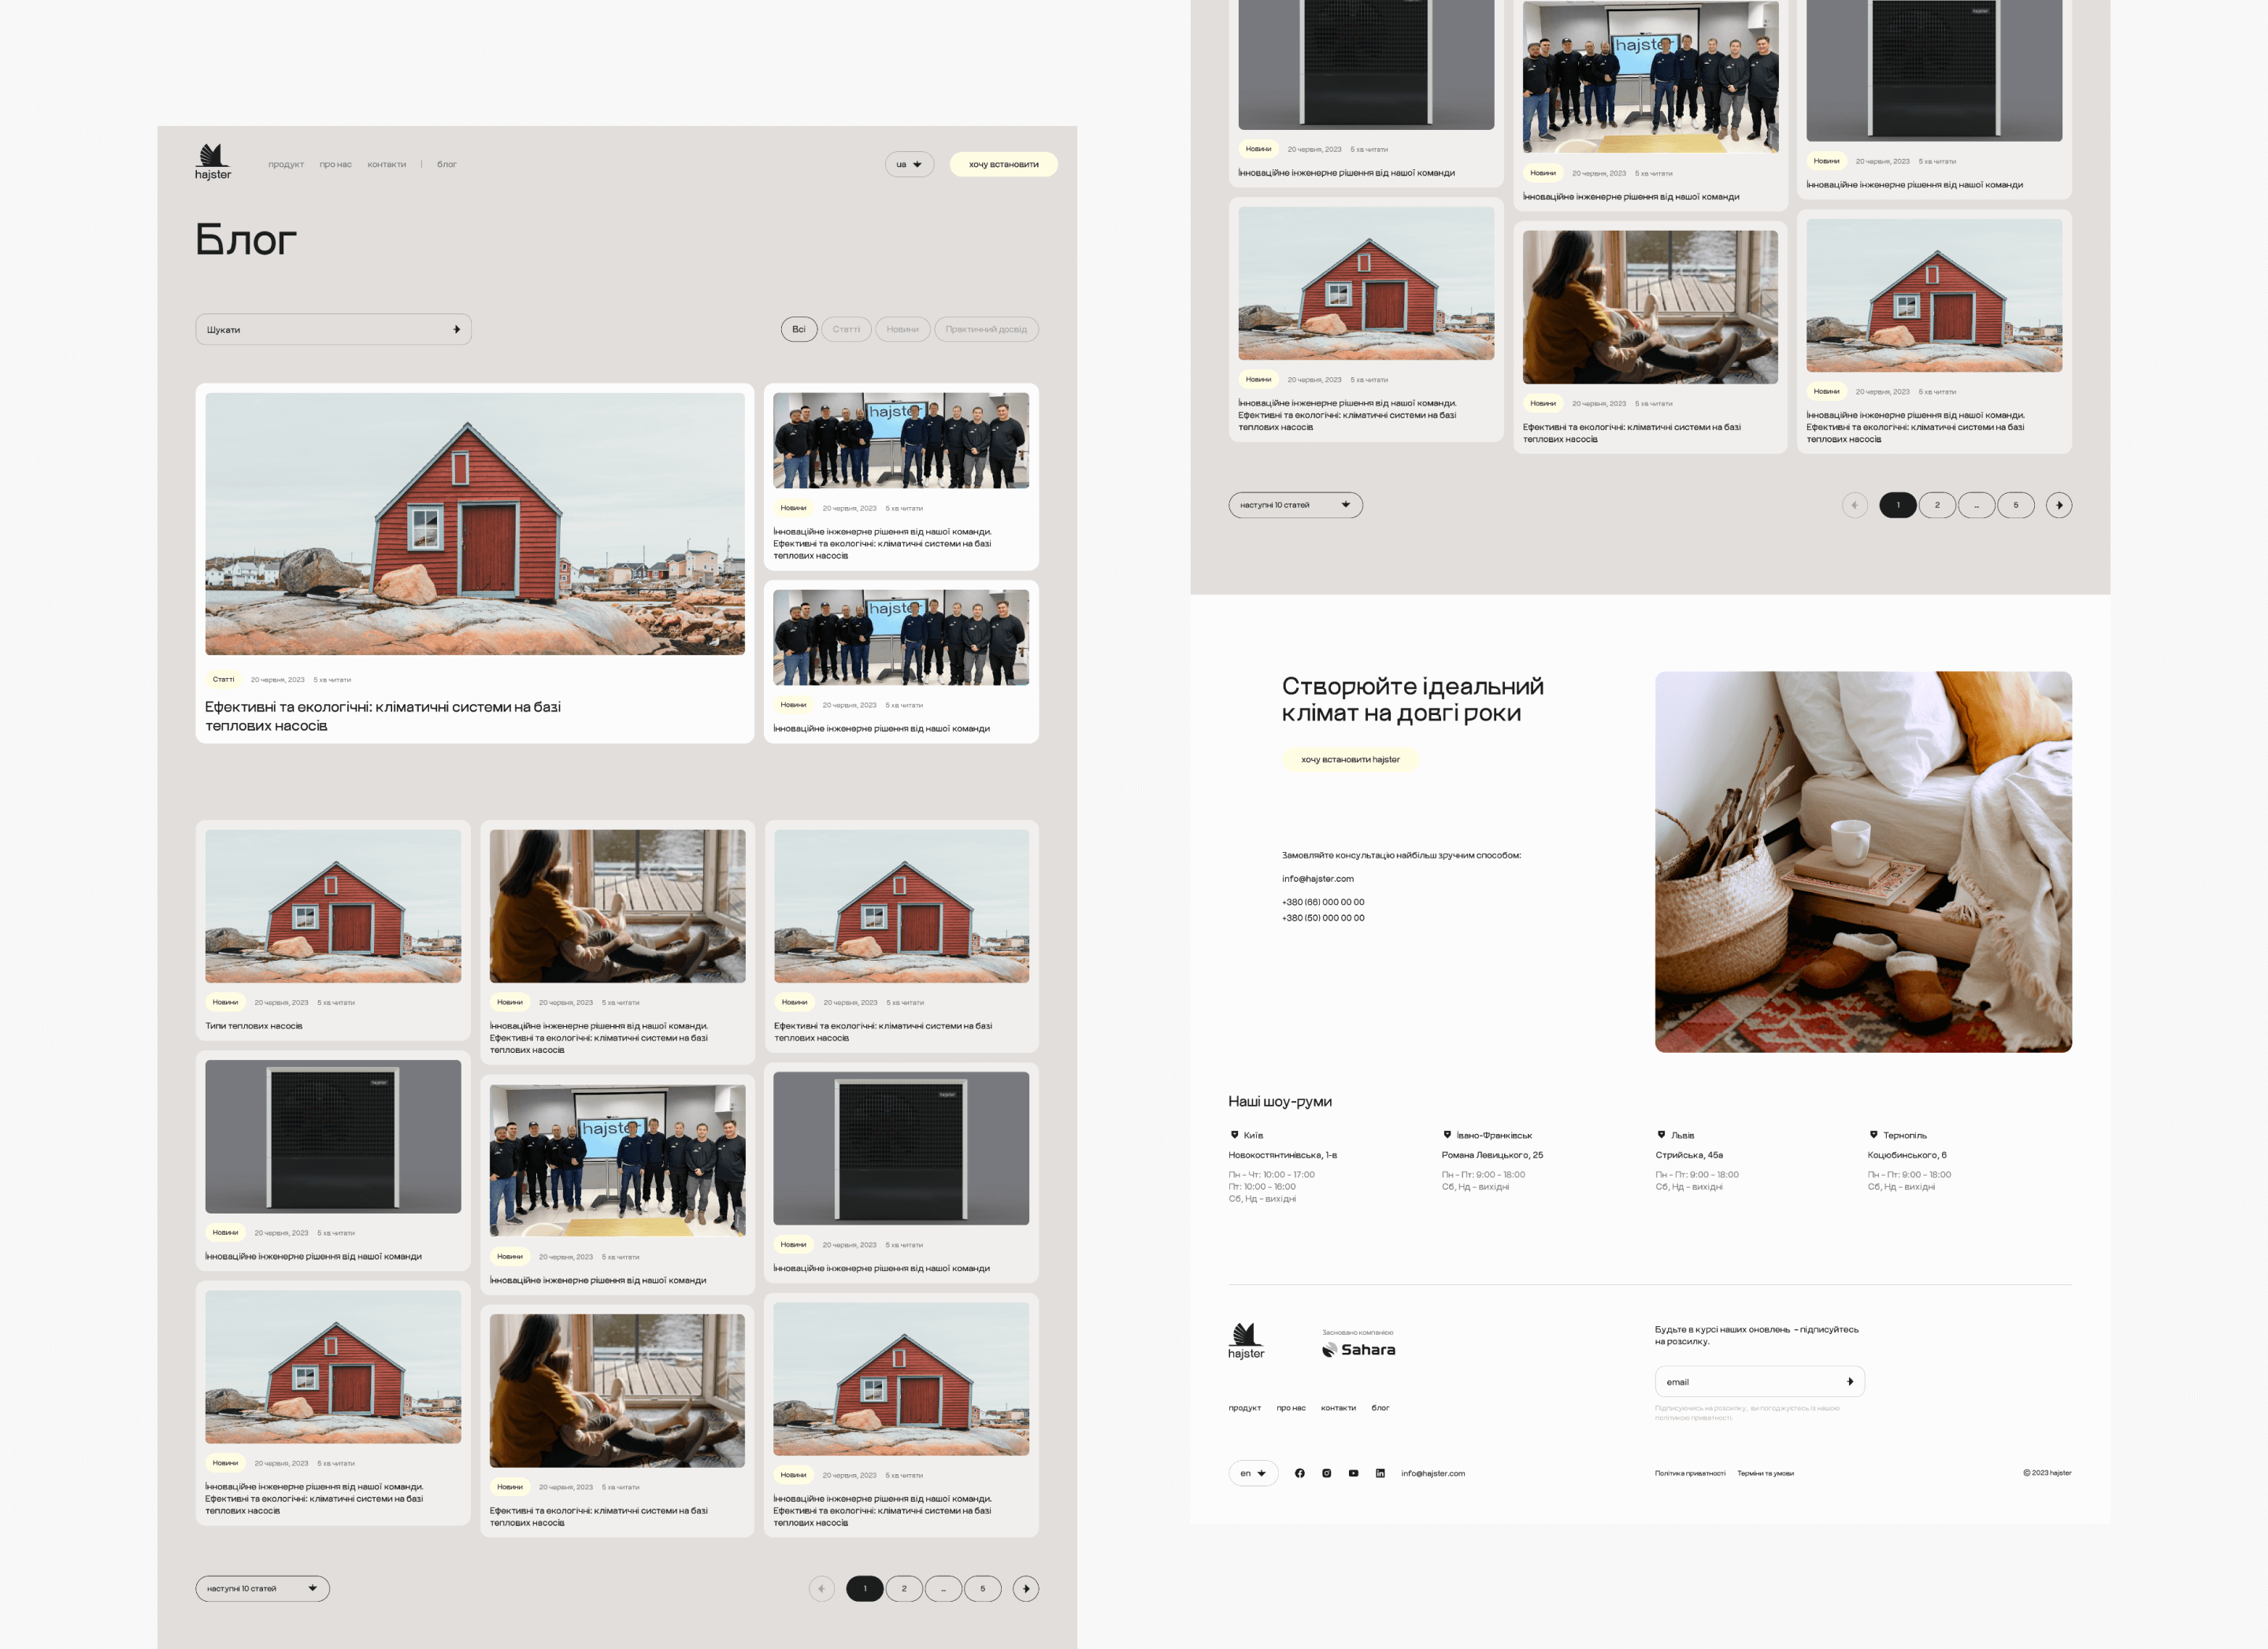 hajster
продукт про нас контакти | блог
ua
хочу встановити
Блог
Шукати
Всі Статті Новини Практичний досвід
Статті 20 червня, 2023 5 хв читати
Ефективні та екологічні: кліматичні системи на базі
теплових насосів
hajster
Новини 20 червня, 2023 5 хв читати
Інноваційне інженерне рішення від нашої команди.
Ефективні та екологічні: кліматичні системи на базі
теплових насосів
hajster
Новини 20 червня, 2023 5 хв читати
Інноваційне інженерне рішення від нашої команди
Новини 20 червня, 2023 5 хв читати
Типи теплових насосів
Новини 20 червня, 2023 5 хв читати
Інноваційне інженерне рішення від нашої команди.
Ефективні та екологічні: кліматичні системи на базі
теплових насосів
Новини 20 червня, 2023 5 хв читати
Ефективні та екологічні: кліматичні системи на базі
теплових насосів
hajster
Новини 20 червня, 2023 5 хв читати
Інноваційне інженерне рішення від нашої команди
hajster
Новини 20 червня, 2023 5 хв читати
Інноваційне інженерне рішення від нашої команди
hajster
Новини 20 червня, 2023 5 хв читати
Інноваційне інженерне рішення від нашої команди
Новини 20 червня, 2023 5 хв читати
Інноваційне інженерне рішення від нашої команди.
Ефективні та екологічні: кліматичні системи на базі
теплових насосів
Новини 20 червня, 2023 5 хв читати
Ефективні та екологічні: кліматичні системи на базі
теплових насосів
Новини 20 червня, 2023 5 хв читати
Інноваційне інженерне рішення від нашої команди.
Ефективні та екологічні: кліматичні системи на базі
теплових насосів
наступні 10 статей
1 2 ... 5
Новини 20 червня, 2023 5 хв читати
Інноваційне інженерне рішення від нашої команди
hajster
Новини 20 червня, 2023 5 хв читати
Інноваційне інженерне рішення від нашої команди
hajster
Новини 20 червня, 2023 5 хв читати
Інноваційне інженерне рішення від нашої команди
Новини 20 червня, 2023 5 хв читати
Інноваційне інженерне рішення від нашої команди.
Ефективні та екологічні: кліматичні системи на базі
теплових насосів
Новини 20 червня, 2023 5 хв читати
Ефективні та екологічні: кліматичні системи на базі
теплових насосів
Новини 20 червня, 2023 5 хв читати
Інноваційне інженерне рішення від нашої команди.
Ефективні та екологічні: кліматичні системи на базі
теплових насосів
наступні 10 статей
1 2 ... 5
Створюйте ідеальний
клімат на довгі роки
хочу встановити hajster
Замовляйте консультацію найбільш зручним способом:
info@hajster.com
+380 (66) 000 00 00
+380 (50) 000 00 00
Наші шоу-руми
Київ
Новокостянтинівська, 1-в
Пн – Чт: 10:00 – 17:00
Пт: 10:00 – 16:00
Сб, Нд – вихідні
Івано-Франківськ
Романа Левицького, 25
Пн – Пт: 9:00 – 18:00
Сб, Нд – вихідні
Львів
Стрийська, 45а
Пн – Пт: 9:00 – 18:00
Сб, Нд – вихідні
Тернопіль
Коцюбинського, 6
Пн – Пт: 9:00 – 18:00
Сб, Нд – вихідні
hajster
Засновано компанією
Sahara
Будьте в курсі наших оновлень – підписуйтесь
на розсилку.
email
Підписуючись на розсилку, ви погоджуєтесь із нашою
політикою приватності.
продукт про нас контакти блог
en
info@hajster.com
Політика приватності Терміни та умови
© 2023 hajster